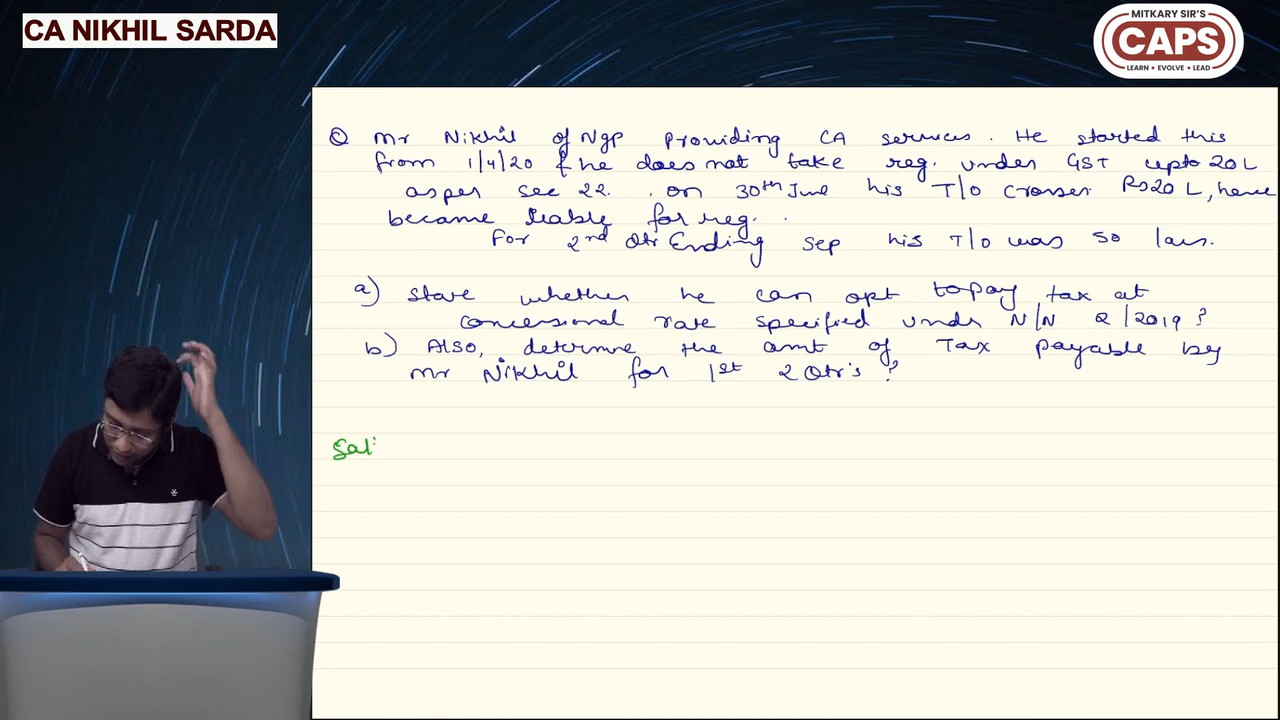 CA NIKHIL SARDA
MITKARY SIR'S
CAPS
LEARN • EVOLVE • LEAD
Q Mr Nikhil of Ngp providing CA services. He started this
from 1/4/20 & he does not take reg. under GST upto 20L
as per sec 22. on 30th June his T/O crosses Rs 20 L, hence
became liable for reg.
For 2nd Qtr Ending Sep his T/O was 50 lacs.
a) State whether he can opt to pay tax at
concessional rate specified under N/N 2/2019?
b) Also, determine the amt of Tax payable by
Mr Nikhil for 1st 2 Qtr's?
Sol: